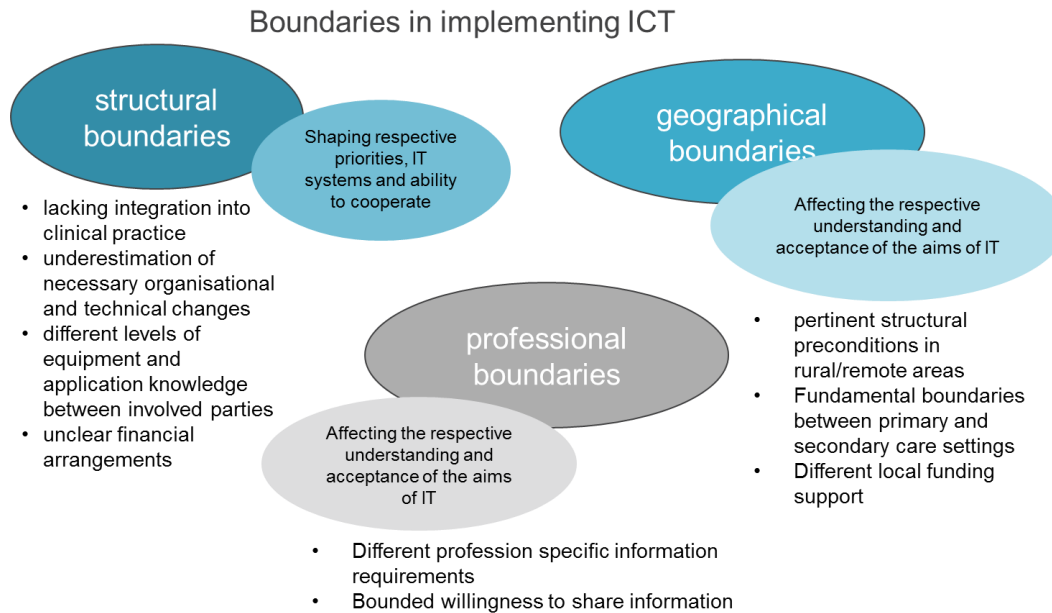 Boundaries in implementing ICT
structural
boundaries
Shaping respective
priorities, IT
systems and ability
to cooperate
• lacking integration into
clinical practice
• underestimation of
necessary organisational
and technical changes
• different levels of
equipment and
application knowledge
between involved parties
• unclear financial
arrangements
geographical
boundaries
Affecting the respective
understanding and
acceptance of the aims of IT
• pertinent structural
preconditions in
rural/remote areas
• Fundamental boundaries
between primary and
secondary care settings
• Different local funding
support
professional
boundaries
Affecting the respective
understanding and
acceptance of the aims
of IT
• Different profession specific information
requirements
• Bounded willingness to share information